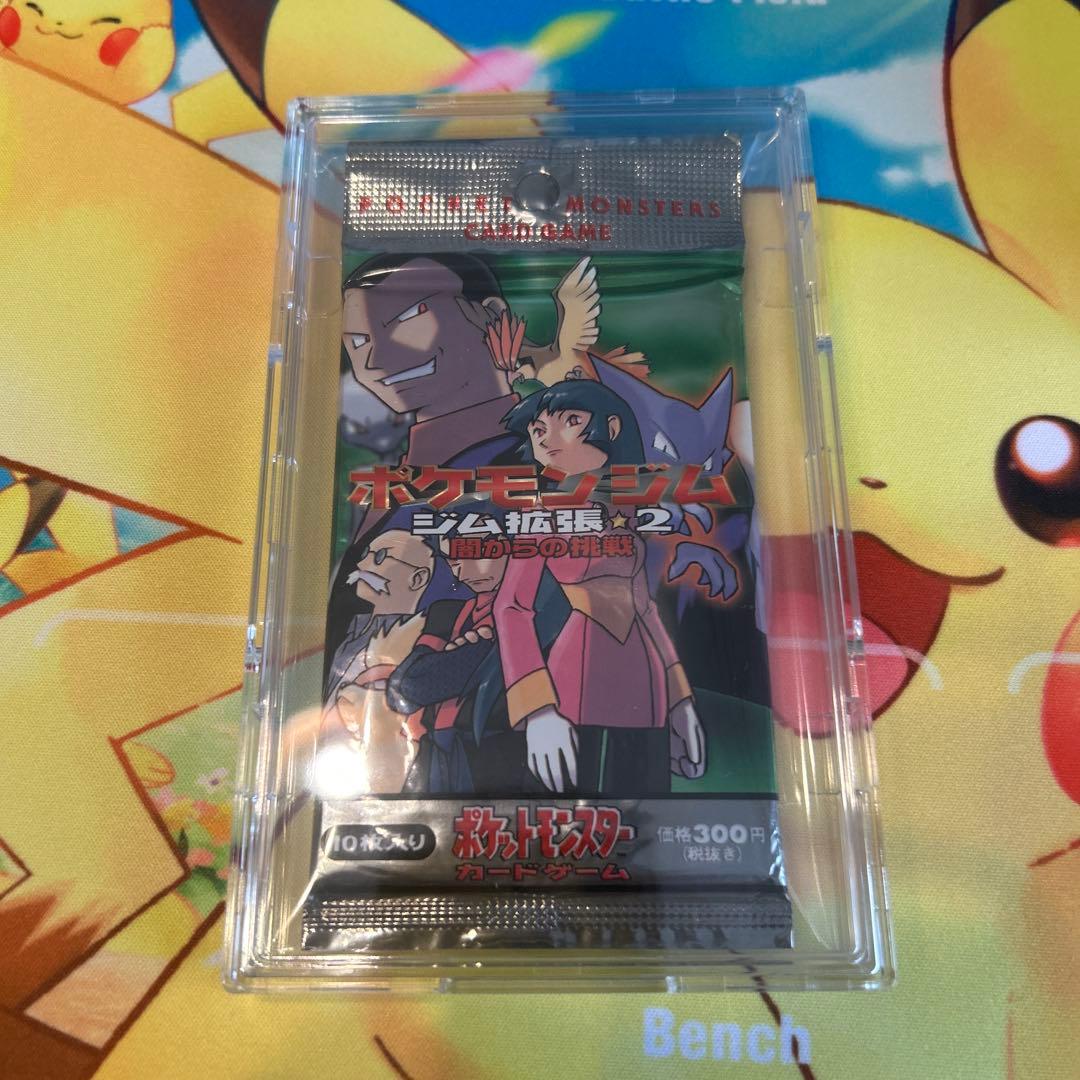 POCKET MONSTERS
CARD GAME
ポケモンジム
ジム拡張★2
闇からの挑戦
10枚入り
ポケットモンスター
カードゲーム
価格300円
(税抜き)
Bench